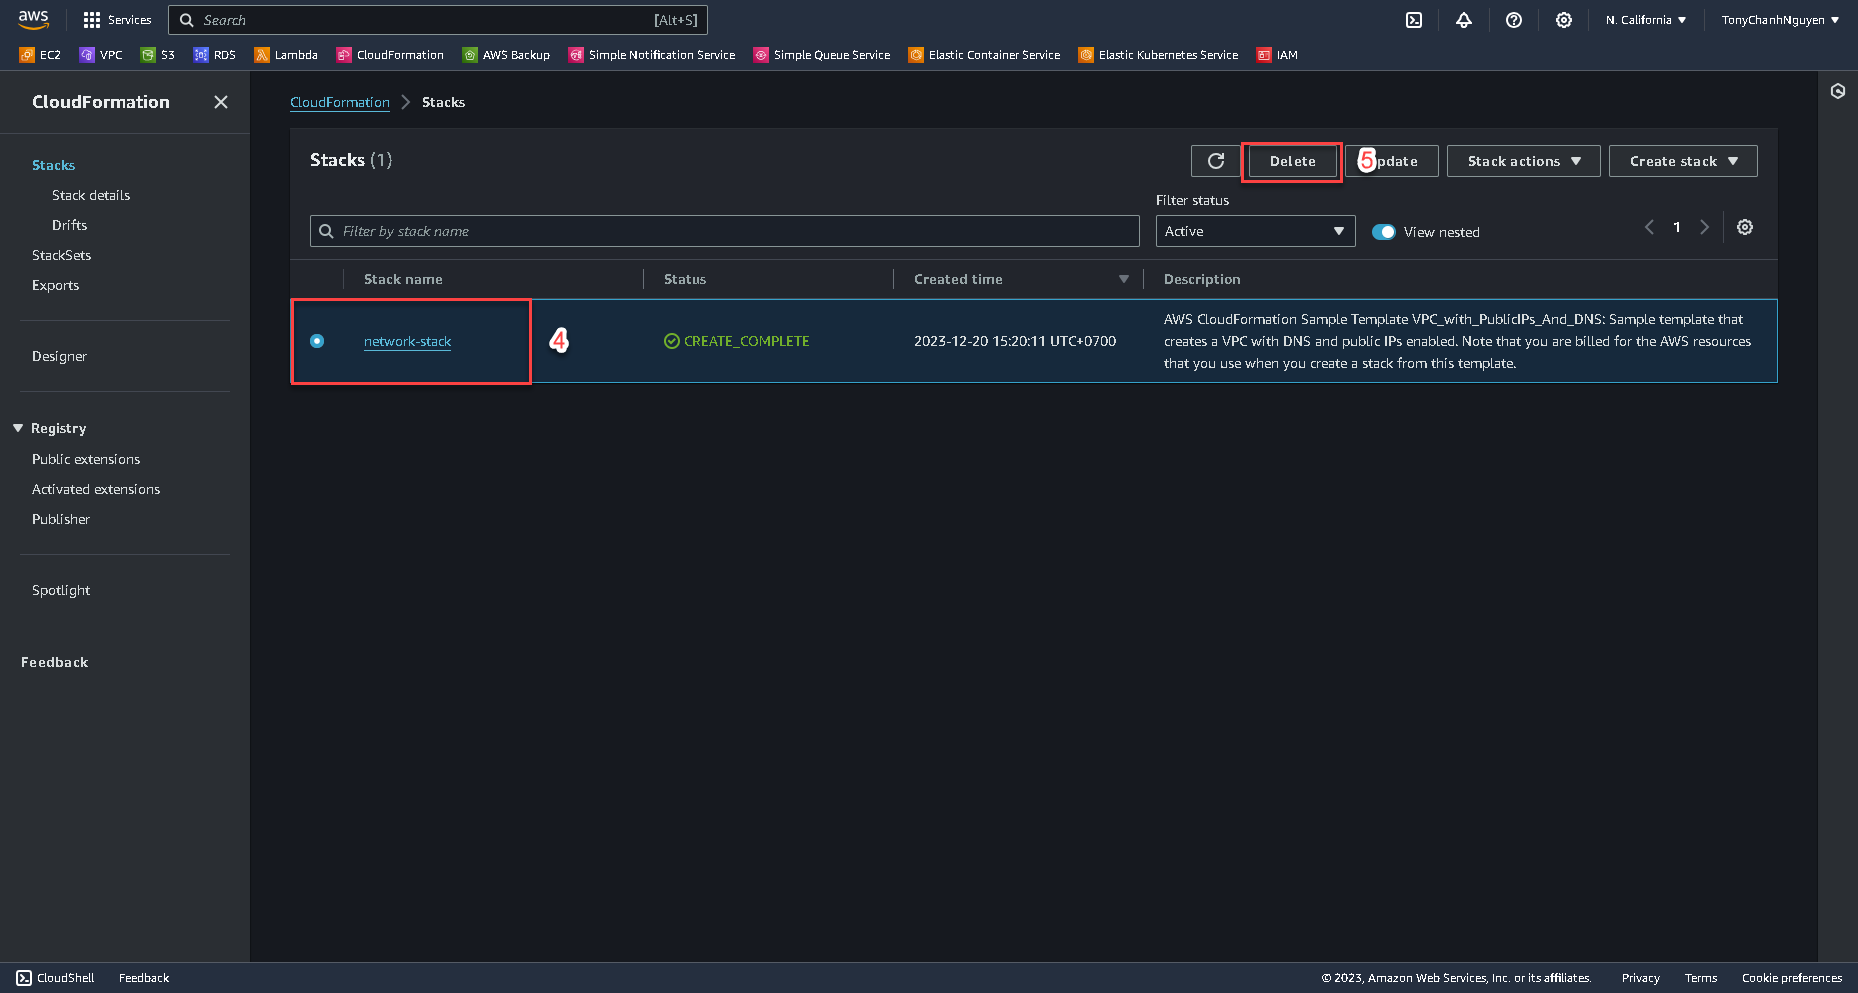 aws
Services
Search [Alt+S]
N. California
TonyChanhNguyen
EC2 VPC S3 RDS Lambda CloudFormation AWS Backup Simple Notification Service Simple Queue Service Elastic Container Service Elastic Kubernetes Service IAM
CloudFormation
Stacks
Stack details
Drifts
StackSets
Exports
Designer
Registry
Public extensions
Activated extensions
Publisher
Spotlight
Feedback
CloudFormation > Stacks
Stacks (1)
Delete
5
pdate
Stack actions
Create stack
Filter by stack name
Filter status
Active
View nested
1
Stack name Status Created time Description
network-stack
4
CREATE_COMPLETE
2023-12-20 15:20:11 UTC+0700
AWS CloudFormation Sample Template VPC_with_PublicIPs_And_DNS: Sample template that
creates a VPC with DNS and public IPs enabled. Note that you are billed for the AWS resources
that you use when you create a stack from this template.
CloudShell Feedback
© 2023, Amazon Web Services, Inc. or its affiliates. Privacy Terms Cookie preferences